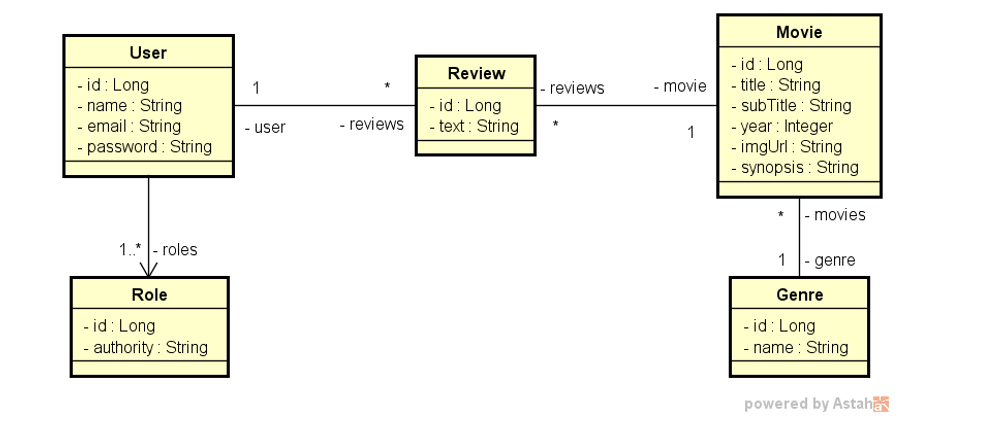 User
- id : Long
- name : String
- email : String
- password : String
1
*
- user
- reviews
Review
- id : Long
- text : String
- reviews
- movie
*
1
Movie
- id : Long
- title : String
- subTitle : String
- year : Integer
- imgUrl : String
- synopsis : String
1..*
- roles
Role
- id : Long
- authority : String
*
- movies
1
- genre
Genre
- id : Long
- name : String
powered by Astah